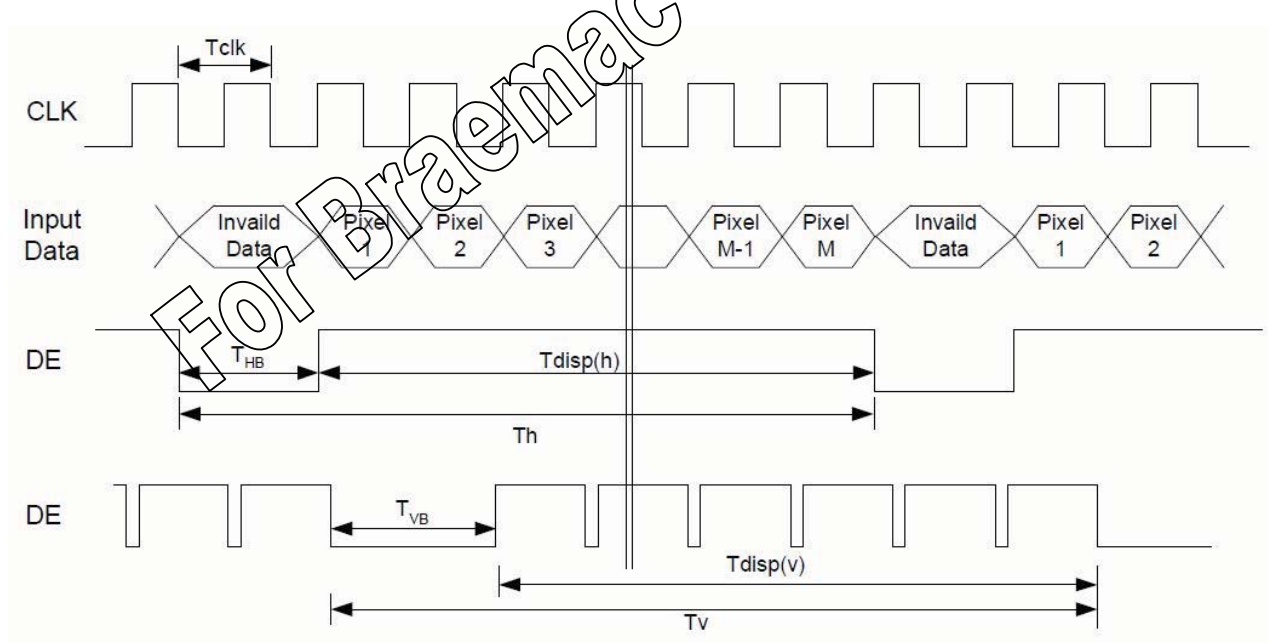 For Braemac
Tclk
CLK
Input
Data
Invaild
Data
Pixel
1
Pixel
2
Pixel
3
Pixel
M-1
Pixel
M
Invaild
Data
Pixel
1
Pixel
2
DE
THB
Tdisp(h)
Th
DE
TVB
Tdisp(v)
Tv